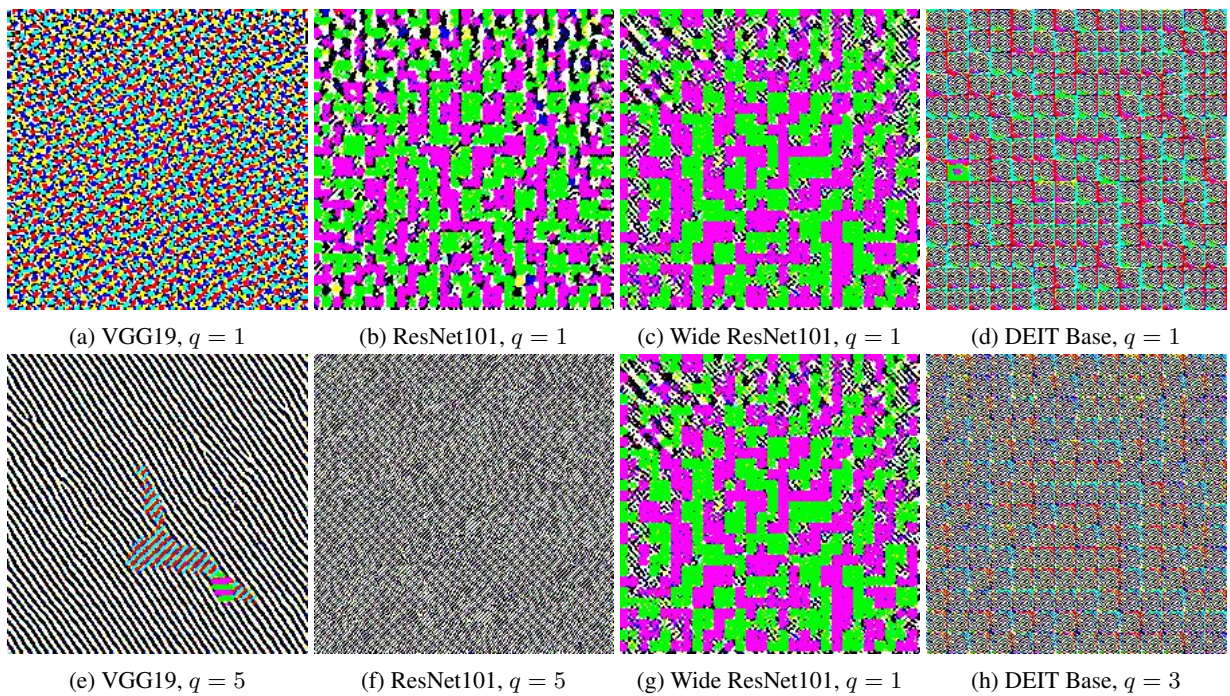 (a) VGG19, q = 1 (b) ResNet101, q = 1 (c) Wide ResNet101, q = 1 (d) DEIT Base, q = 1
(e) VGG19, q = 5 (f) ResNet101, q = 5 (g) Wide ResNet101, q = 1 (h) DEIT Base, q = 3